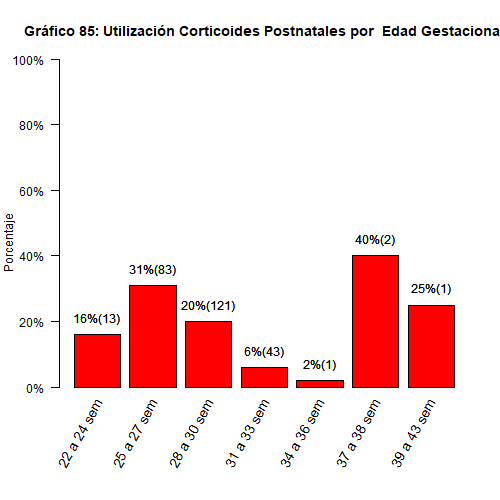 Gráfico 85: Utilización Corticoides Postnatales por  Edad Gestaciona
100%
80%
60%
40%
20%
0%
Porcentaje
16%(13)
31%(83)
20%(121)
6%(43)
2%(1)
40%(2)
25%(1)
22 a 24 sem
25 a 27 sem
28 a 30 sem
31 a 33 sem
34 a 36 sem
37 a 38 sem
39 a 43 sem